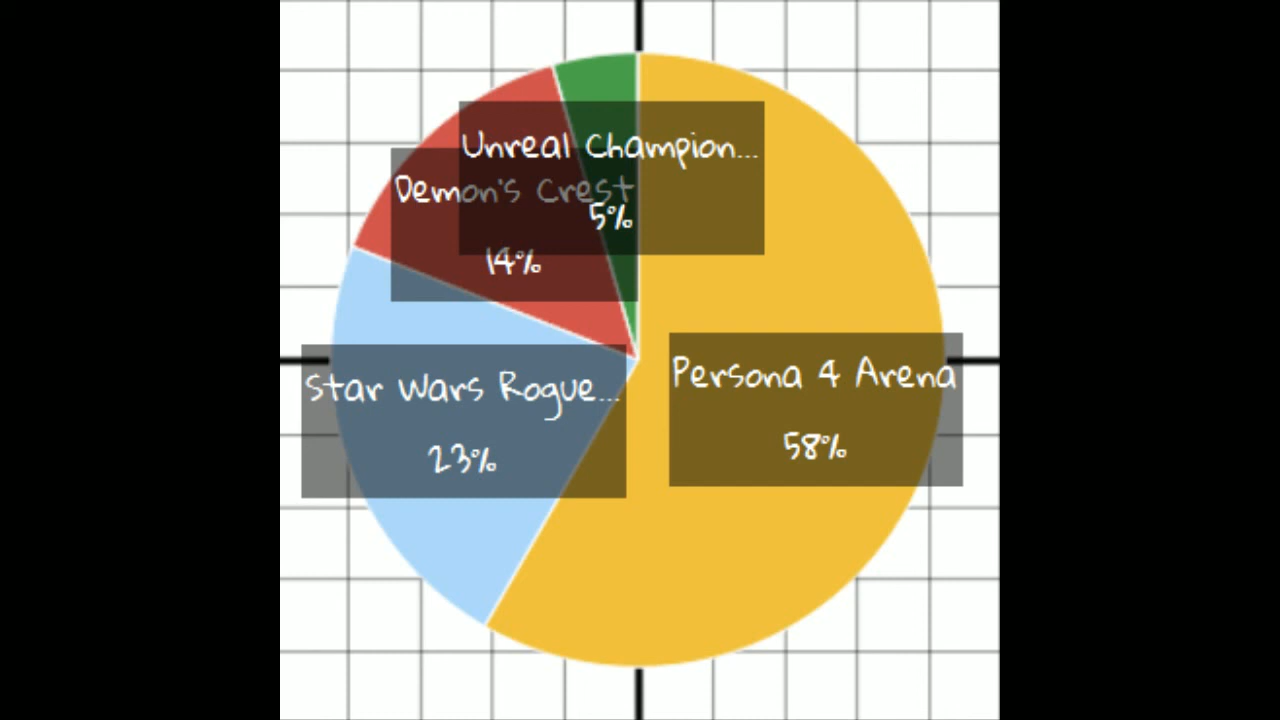 Unreal Champion...
5%
Demon's Crest
14%
Star Wars Rogue...
23%
Persona 4 Arena
58%